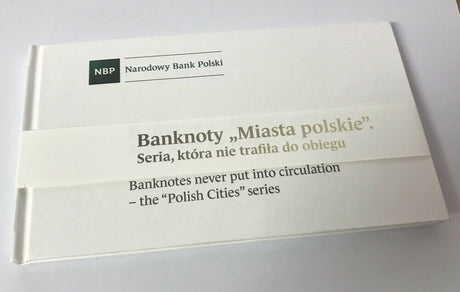 NBP Narodowy Bank Polski
Banknoty „Miasta polskie”.
Seria, która nie trafiła do obiegu
Banknotes never put into circulation
– the “Polish Cities” series